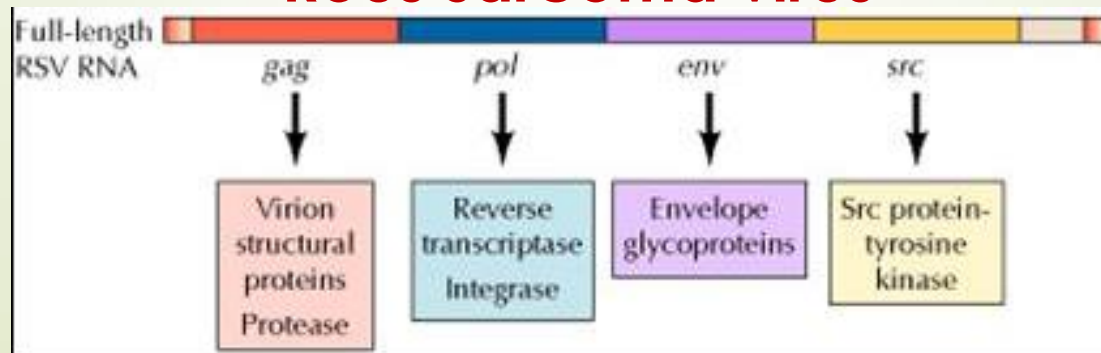 Full-length
RSV RNA
gag
pol
env
src
Virion
structural
proteins
Protease
Reverse
transcriptase
Integrase
Envelope
glycoproteins
Src protein-
tyrosine
kinase